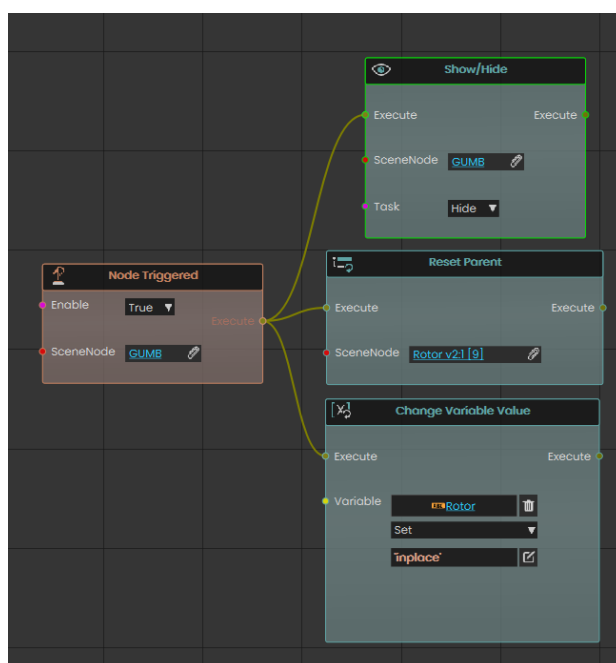 Show/Hide
Execute Execute
SceneNode GUMB
Task Hide
Node Triggered
Enable True
Execute
SceneNode GUMB
Reset Parent
Execute Execute
SceneNode Rotor v2:1 [9]
Change Variable Value
Execute Execute
Variable Rotor
Set
"inplace"